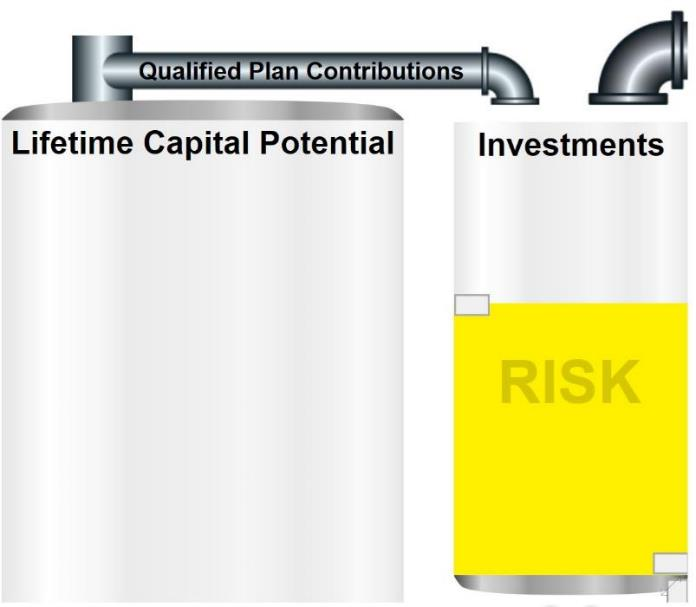 Qualified Plan Contributions
Lifetime Capital Potential
Investments
RISK